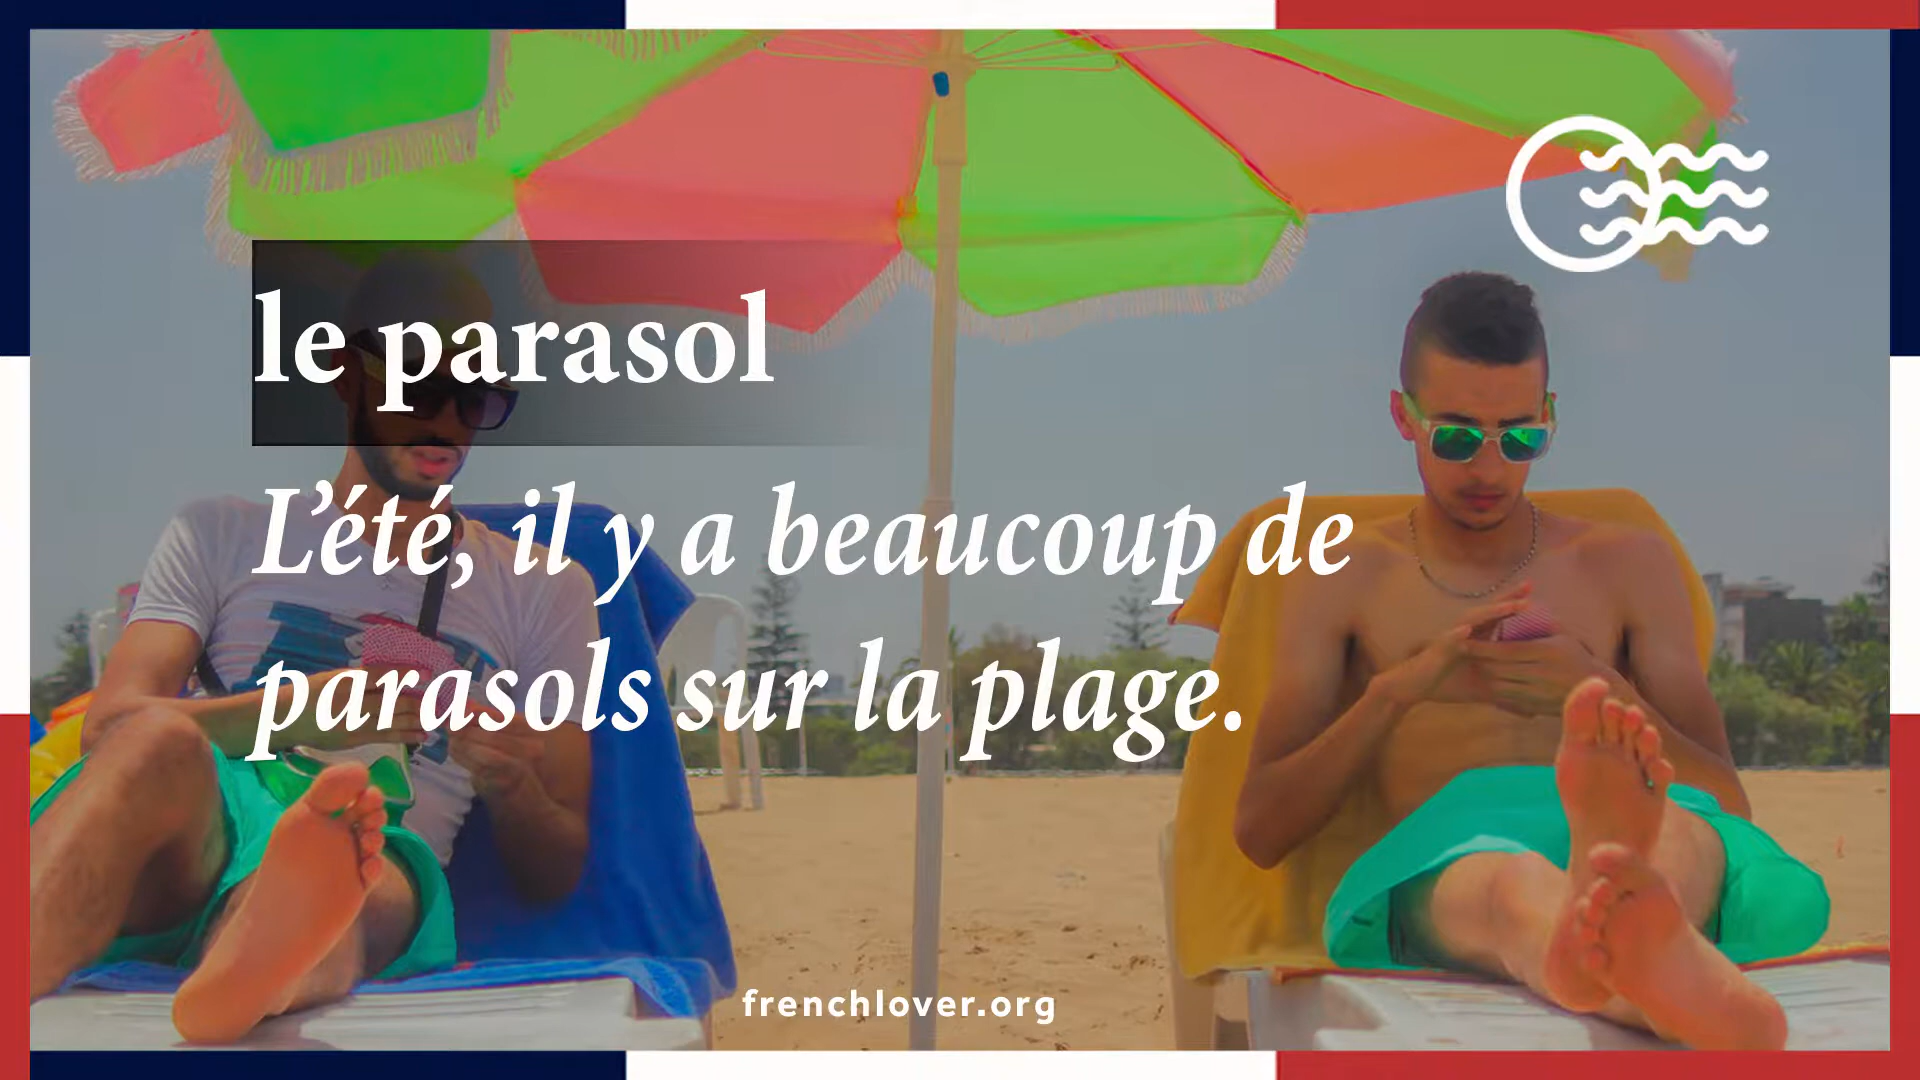 le parasol
L’été, il y a beaucoup de
parasols sur la plage.
frenchlover.org